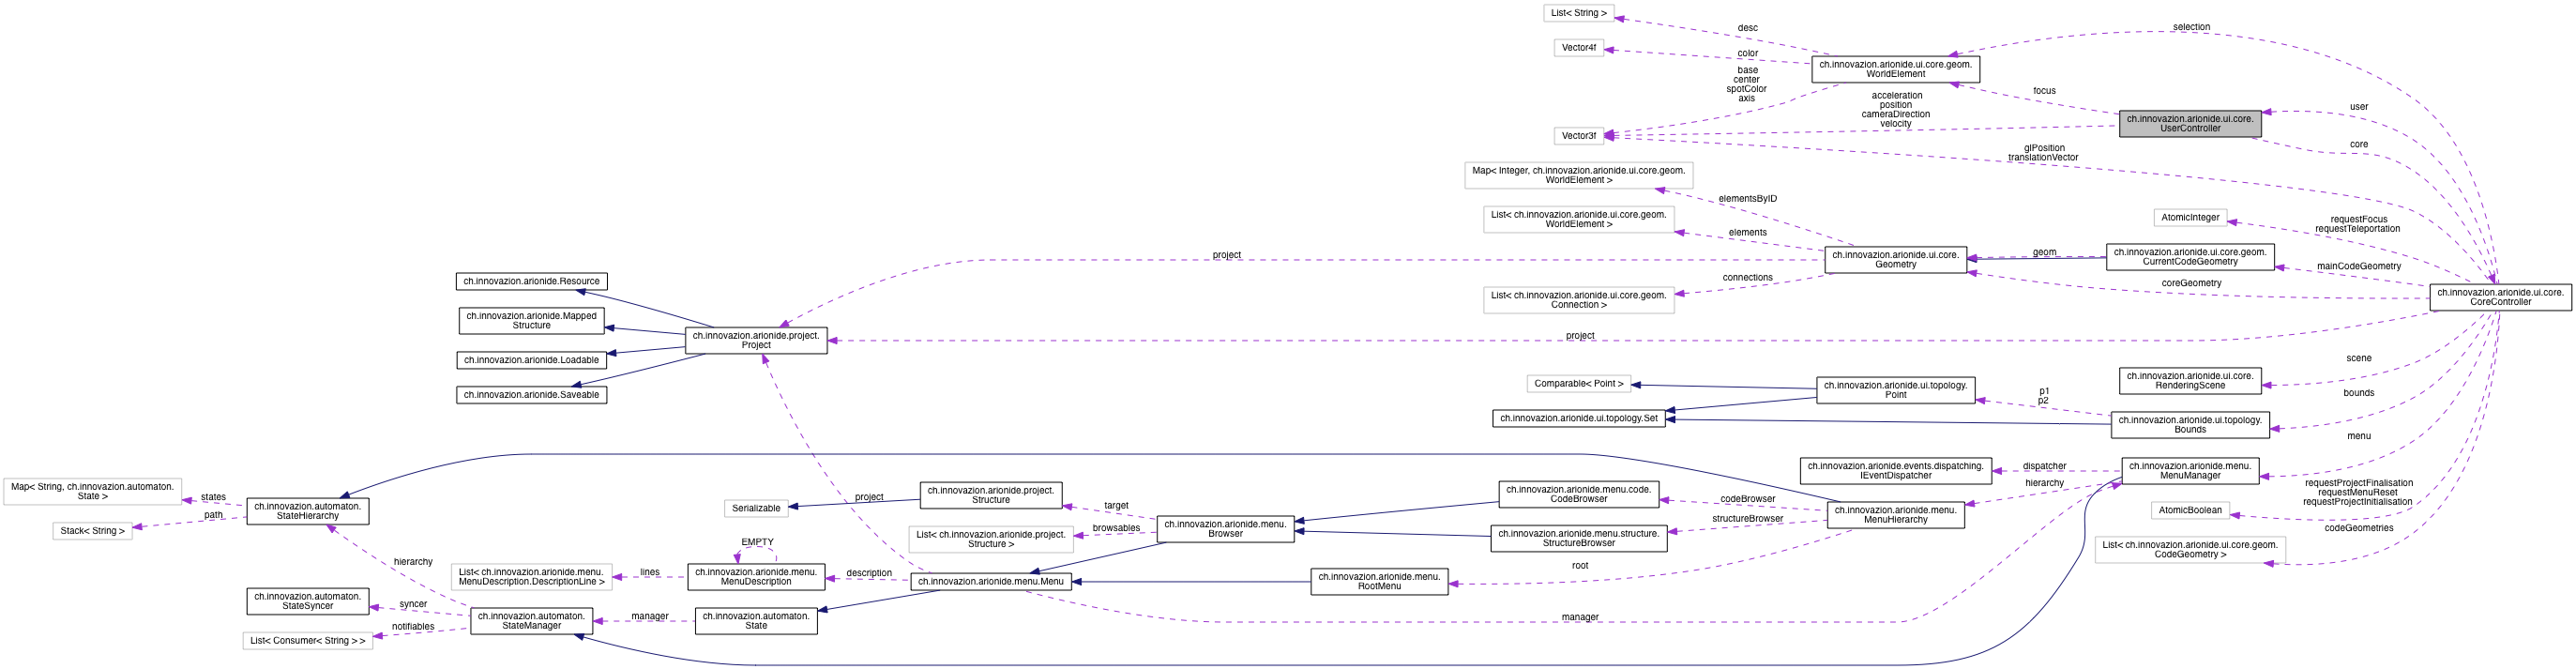 List< String >
desc
selection
Vector4f
color
ch.innovazion.arionide.ui.core.geom.
WorldElement
base
center
spotColor
axis
focus
acceleration
position
cameraDirection
velocity
user
ch.innovazion.arionide.ui.core.
UserController
Vector3f
core
glPosition
translationVector
Map< Integer, ch.innovazion.arionide.ui.core.geom.
WorldElement >
elementsByID
List< ch.innovazion.arionide.ui.core.geom.
WorldElement >
elements
AtomicInteger
requestFocus
requestTeleportation
project
ch.innovazion.arionide.ui.core.
Geometry
geom
ch.innovazion.arionide.ui.core.geom.
CurrentCodeGeometry
mainCodeGeometry
connections
coreGeometry
List< ch.innovazion.arionide.ui.core.geom.
Connection >
ch.innovazion.arionide.ui.core.
CoreController
ch.innovazion.arionide.Resource
ch.innovazion.arionide.Mapped
Structure
ch.innovazion.arionide.project.
Project
project
ch.innovazion.arionide.Loadable
ch.innovazion.arionide.Saveable
scene
ch.innovazion.arionide.ui.core.
RenderingScene
Comparable< Point >
ch.innovazion.arionide.ui.topology.
Point
p1
p2
bounds
ch.innovazion.arionide.ui.topology.Set
ch.innovazion.arionide.ui.topology.
Bounds
menu
ch.innovazion.arionide.events.dispatching.
IEventDispatcher
dispatcher
ch.innovazion.arionide.menu.
MenuManager
hierarchy
requestProjectFinalisation
requestMenuReset
requestProjectInitialisation
AtomicBoolean
codeGeometries
List< ch.innovazion.arionide.ui.core.geom.
CodeGeometry >
Map< String, ch.innovazion.automaton.
State >
states
path
Stack< String >
ch.innovazion.automaton.
StateHierarchy
Serializable
project
ch.innovazion.arionide.project.
Structure
target
browsables
List< ch.innovazion.arionide.project.
Structure >
ch.innovazion.arionide.menu.
Browser
ch.innovazion.arionide.menu.code.
CodeBrowser
codeBrowser
structureBrowser
ch.innovazion.arionide.menu.structure.
StructureBrowser
ch.innovazion.arionide.menu.
MenuHierarchy
root
hierarchy
EMPTY
List< ch.innovazion.arionide.menu.
MenuDescription.DescriptionLine >
lines
ch.innovazion.arionide.menu.
MenuDescription
description
ch.innovazion.arionide.menu.Menu
ch.innovazion.arionide.menu.
RootMenu
ch.innovazion.automaton.
StateSyncer
syncer
notifiables
List< Consumer< String > >
ch.innovazion.automaton.
StateManager
manager
ch.innovazion.automaton.
State
manager